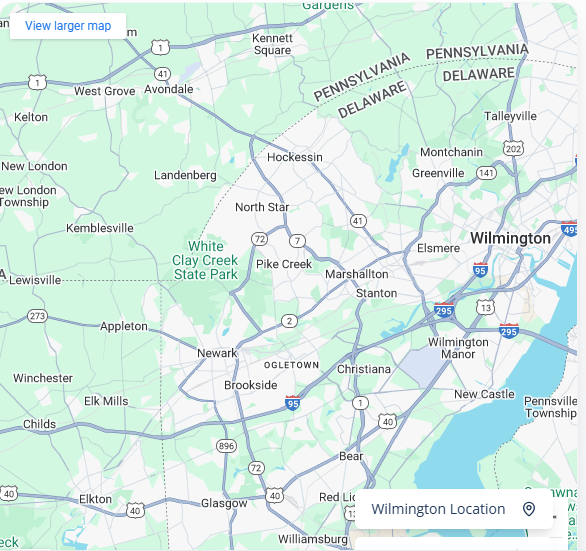 Gardens
View larger map
m
1
Kennett
Square
PENNSYLVANIA
PENNSYLVANIA
DELAWARE
DELAWARE
41
1
West Grove
Avondale
Kelton
Talleyville
202
Hockessin
Montchanin
New London
Landenberg
Greenville
141
ew London
Township
North Star
41
Kemblesville
72
7
Wilmington
495
White
Clay Creek
State Park
Elsmere
Pike Creek
95
A
Lewisville
Marshallton
Stanton
295
13
273
Appleton
2
295
Newark
Wilmington
Manor
OGLETOWN
Christiana
Winchester
Brookside
Elk Mills
95
1
New Castle
Pennsville
Township
Childs
40
896
Bear
72
40
Elkton
40
Glasgow
40
Red Lio
Wilmington Location
Williamsburg
eck